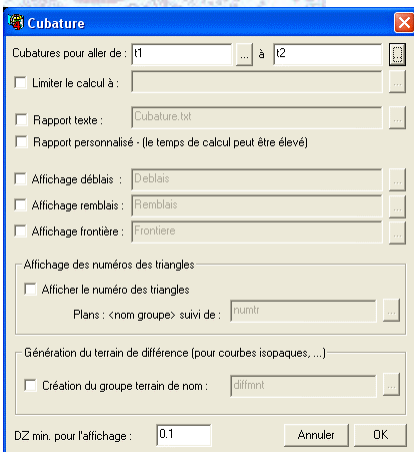 Cubature
Cubatures pour aller de : t1 ... à t2 ...
Limiter le calcul à : ...
Rapport texte : Cubature.txt ...
Rapport personnalisé - (le temps de calcul peut être élevé)
Affichage déblais : Deblais ...
Affichage remblais : Remblais ...
Affichage frontière : Frontiere ...
Affichage des numéros des triangles
Afficher le numéro des triangles
Plans : <nom groupe> suivi de : numtr ...
Génération du terrain de différence (pour courbes isopaques, ...)
Création du groupe terrain de nom : diffmnt ...
DZ min. pour l'affichage : 0.1 Annuler OK